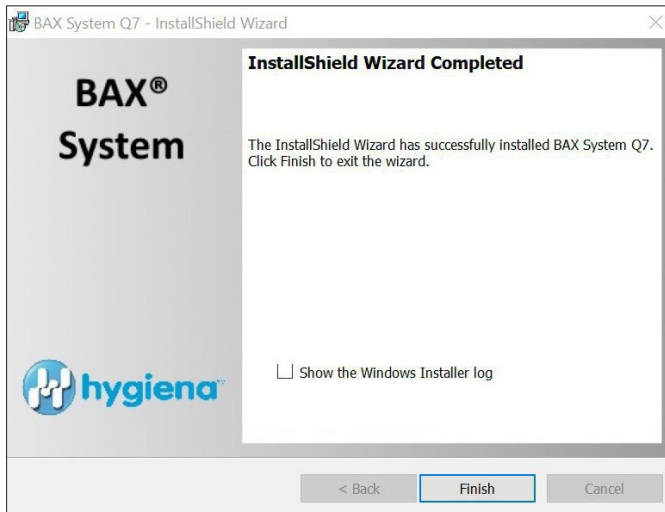 BAX System Q7 - InstallShield Wizard
BAX®
System
InstallShield Wizard Completed
The InstallShield Wizard has successfully installed BAX System Q7.
Click Finish to exit the wizard.
Show the Windows Installer log
hygiena
< Back
Finish
Cancel